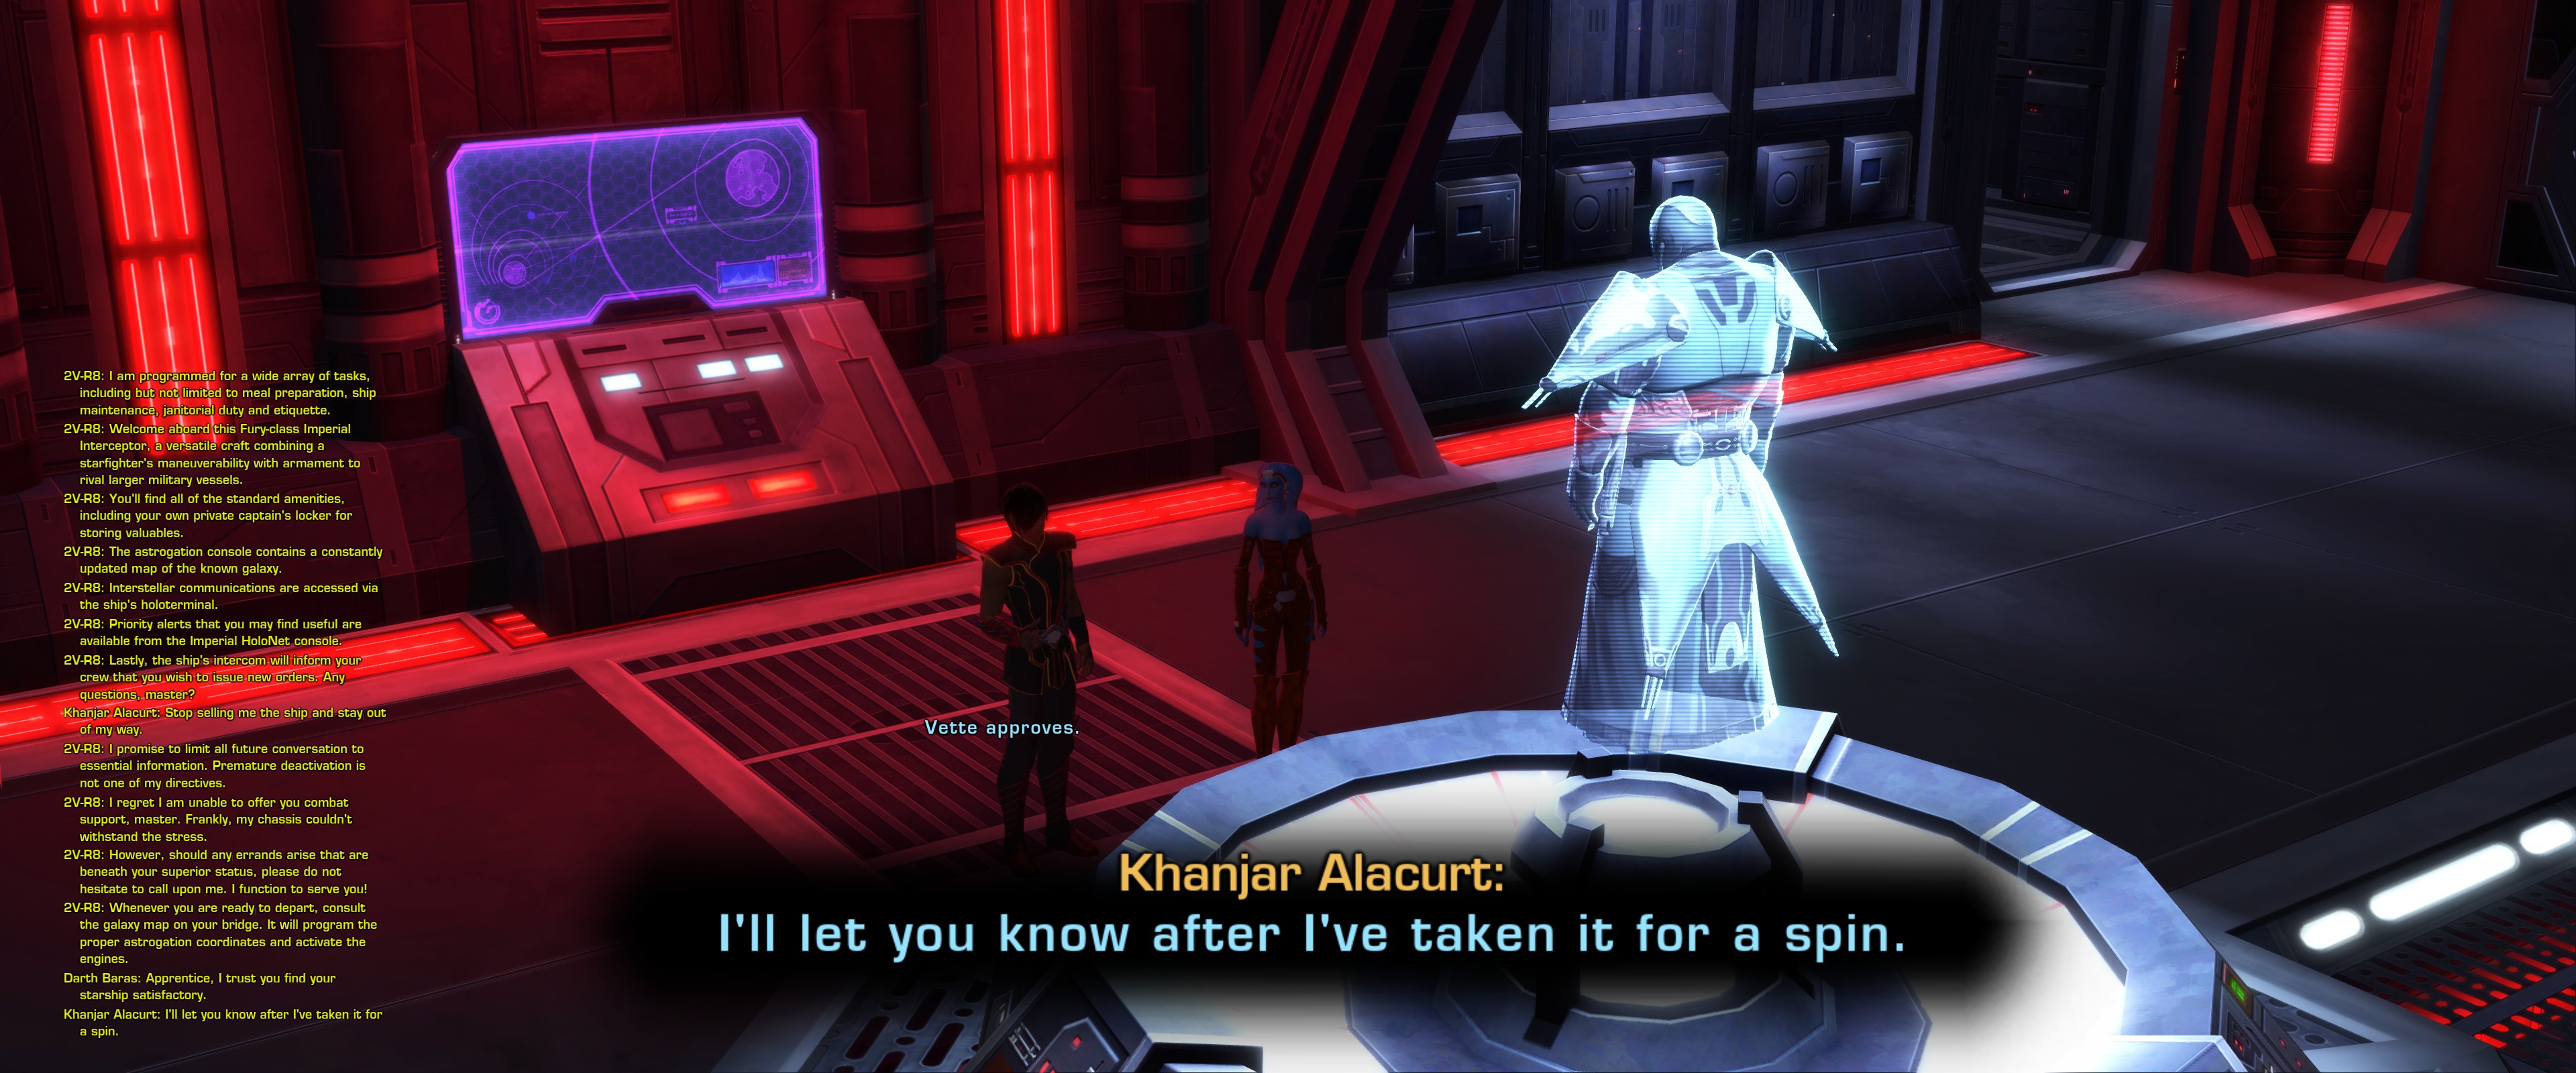 2V-R8: I am programmed for a wide array of tasks,
including but not limited to meal preparation, ship
maintenance, janitorial duty and etiquette.
2V-R8: Welcome aboard this Fury-class Imperial
Interceptor, a versatile craft combining a
starfighter's maneuverability with armament to
rival larger military vessels.
2V-R8: You'll find all of the standard amenities,
including your own private captain's locker for
storing valuables.
2V-R8: The astrogation console contains a constantly
updated map of the known galaxy.
2V-R8: Interstellar communications are accessed via
the ship's holoterminal.
2V-R8: Priority alerts that you may find useful are
available from the Imperial HoloNet console.
2V-R8: Lastly, the ship's intercom will inform your
crew that you wish to issue new orders. Any
questions, master?
Khanjar Alacurt: Stop selling me the ship and stay out
of my way.
2V-R8: I promise to limit all future conversation to
essential information. Premature deactivation is
not one of my directives.
2V-R8: I regret I am unable to offer you combat
support, master. Frankly, my chassis couldn't
withstand the stress.
2V-R8: However, should any errands arise that are
beneath your superior status, please do not
hesitate to call upon me. I function to serve you!
2V-R8: Whenever you are ready to depart, consult
the galaxy map on your bridge. It will program the
proper astrogation coordinates and activate the
engines.
Darth Baras: Apprentice, I trust you find your
starship satisfactory.
Khanjar Alacurt: I'll let you know after I've taken it for
a spin.
Vette approves.
Khanjar Alacurt:
I'll let you know after I've taken it for a spin.